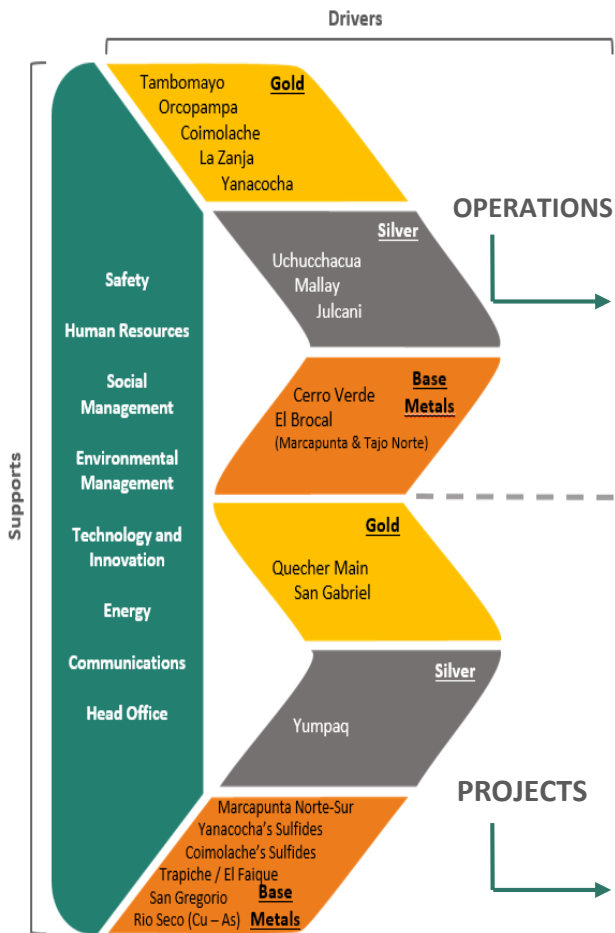 Drivers
Supports
Safety
Human Resources
Social
Management
Environmental
Management
Technology and
Innovation
Energy
Communications
Head Office
Tambomayo
Gold
Orcopampa
Coimolache
La Zanja
Yanacocha
OPERATIONS
Silver
Uchucchacua
Mallay
Julcani
Base
Metals
Cerro Verde
El Brocal
(Marcapunta & Tajo Norte)
Gold
Quecher Main
San Gabriel
Silver
Yumpaq
PROJECTS
Marcapunta Norte-Sur
Yanacocha’s Sulfides
Coimolache’s Sulfides
Trapiche / El Faique
San Gregorio
Rio Seco (Cu – As)
Base
Metals